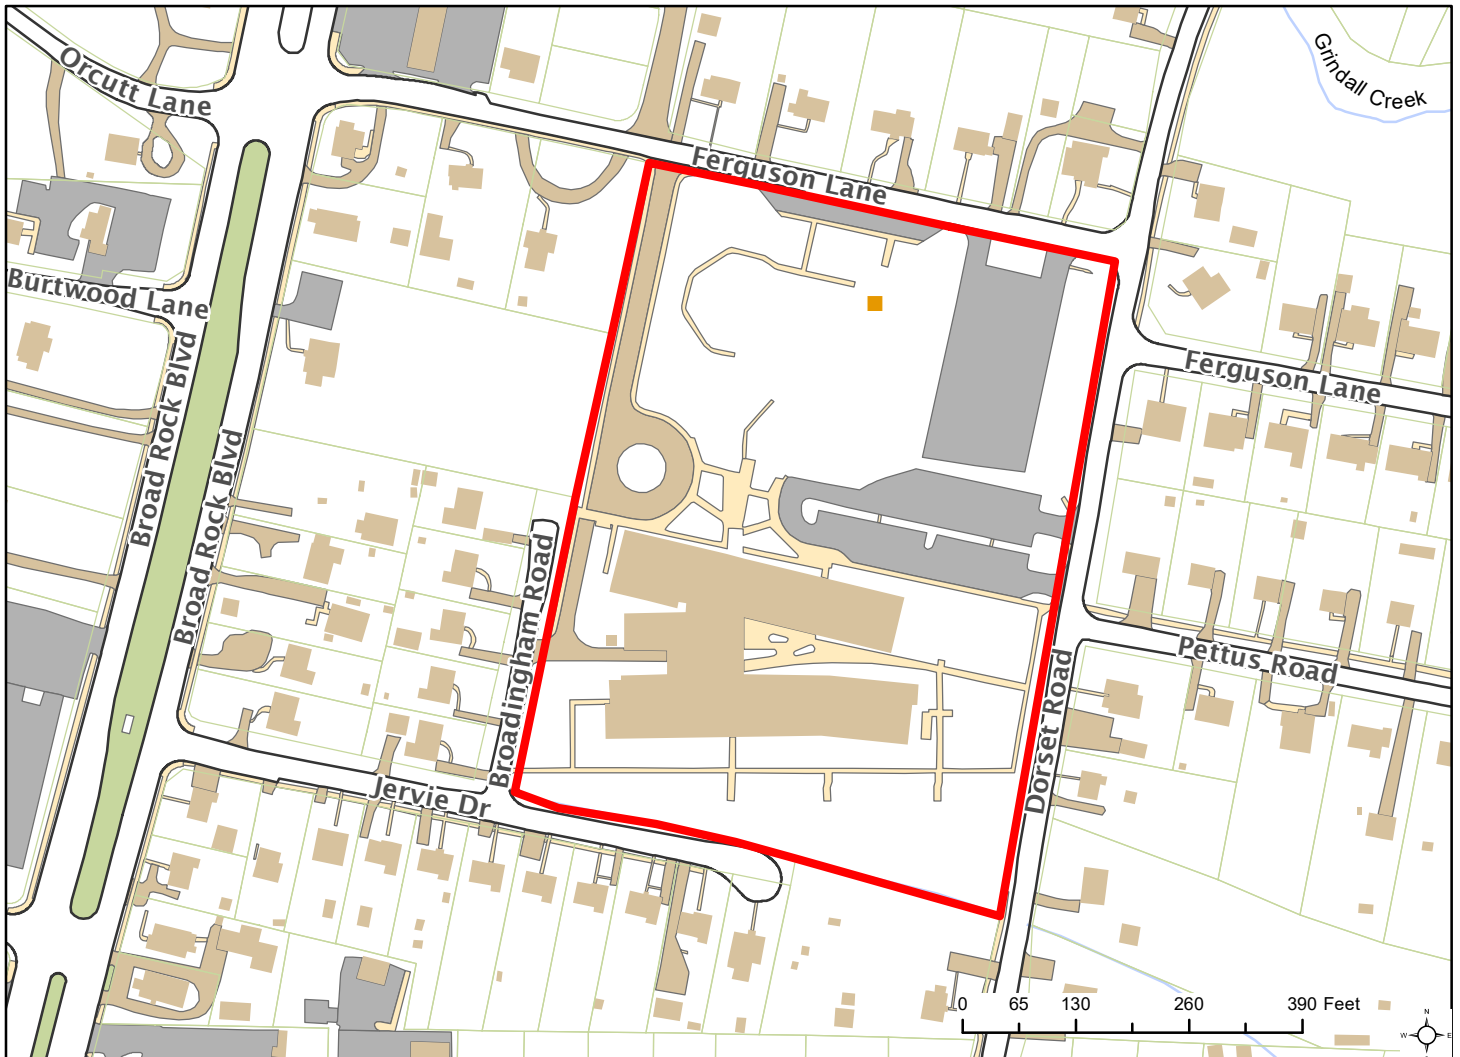 Orcutt Lane
Grindall Creek
Ferguson Lane
Burtwood Lane
Broad Rock Blvd
Broad Rock Blvd
Ferguson Lane
Broadingham Road
Pettus Road
Dorset Road
Jervie Dr
0 65 130 260 390 Feet
N
W E